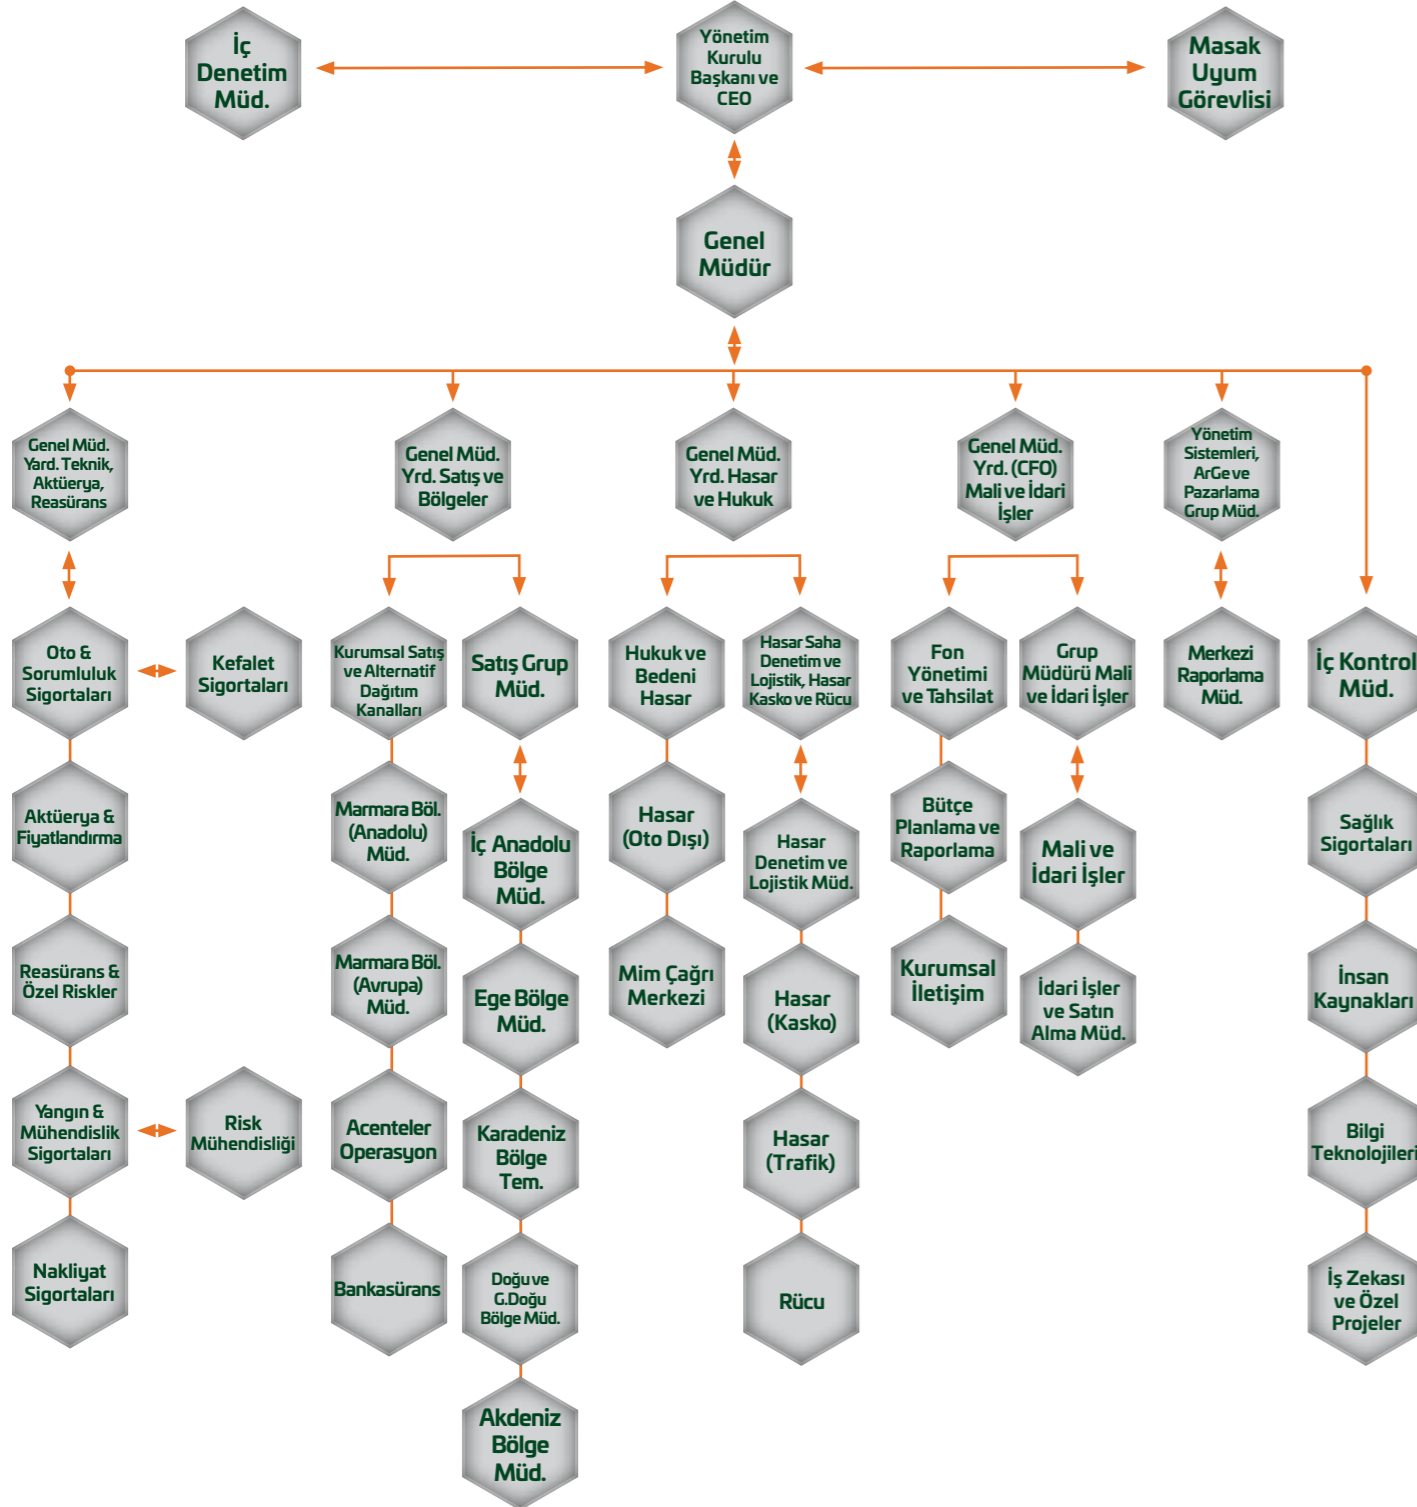 İç
Denetim
Müd.
Yönetim
Kurulu
Başkanı ve
CEO
Masak
Uyum
Görevlisi
Genel
Müdür
Genel Müd.
Yard. Teknik,
Aktüerya,
Reasürans
Genel Müd.
Yrd. Satış ve
Bölgeler
Genel Müd.
Yrd. Hasar
ve Hukuk
Genel Müd.
Yrd. (CFO)
Mali ve İdari
İşler
Yönetim
Sistemleri,
ArGe ve
Pazarlama
Grup Müd.
Oto &
Sorumluluk
Sigortaları
Kefalet
Sigortaları
Kurumsal Satış
ve Alternatif
Dağıtım
Kanalları
Satış Grup
Müd.
Hukuk ve
Bedeni
Hasar
Hasar Saha
Denetim ve
Lojistik, Hasar
Kasko ve Rücu
Fon
Yönetimi
ve Tahsilat
Grup
Müdürü Mali
ve İdari İşler
Merkezi
Raporlama
Müd.
İç Kontrol
Müd.
Aktüerya &
Fiyatlandırma
Marmara Böl.
(Anadolu)
Müd.
İç Anadolu
Bölge
Müd.
Hasar
(Oto Dışı)
Hasar
Denetim ve
Lojistik Müd.
Bütçe
Planlama ve
Raporlama
Mali ve
İdari İşler
Sağlık
Sigortaları
Reasürans &
Özel Riskler
Marmara Böl.
(Avrupa)
Müd.
Ege Bölge
Müd.
Mim Çağrı
Merkezi
Hasar
(Kasko)
Kurumsal
İletişim
İdari İşler
ve Satın
Alma Müd.
İnsan
Kaynakları
Yangın &
Mühendislik
Sigortaları
Risk
Mühendisliği
Acenteler
Operasyon
Karadeniz
Bölge
Tem.
Hasar
(Trafik)
Bilgi
Teknolojileri
Nakliyat
Sigortaları
Bankasürans
Doğu ve
G.Doğu
Bölge Müd.
Rücu
İş Zekası
ve Özel
Projeler
Akdeniz
Bölge
Müd.